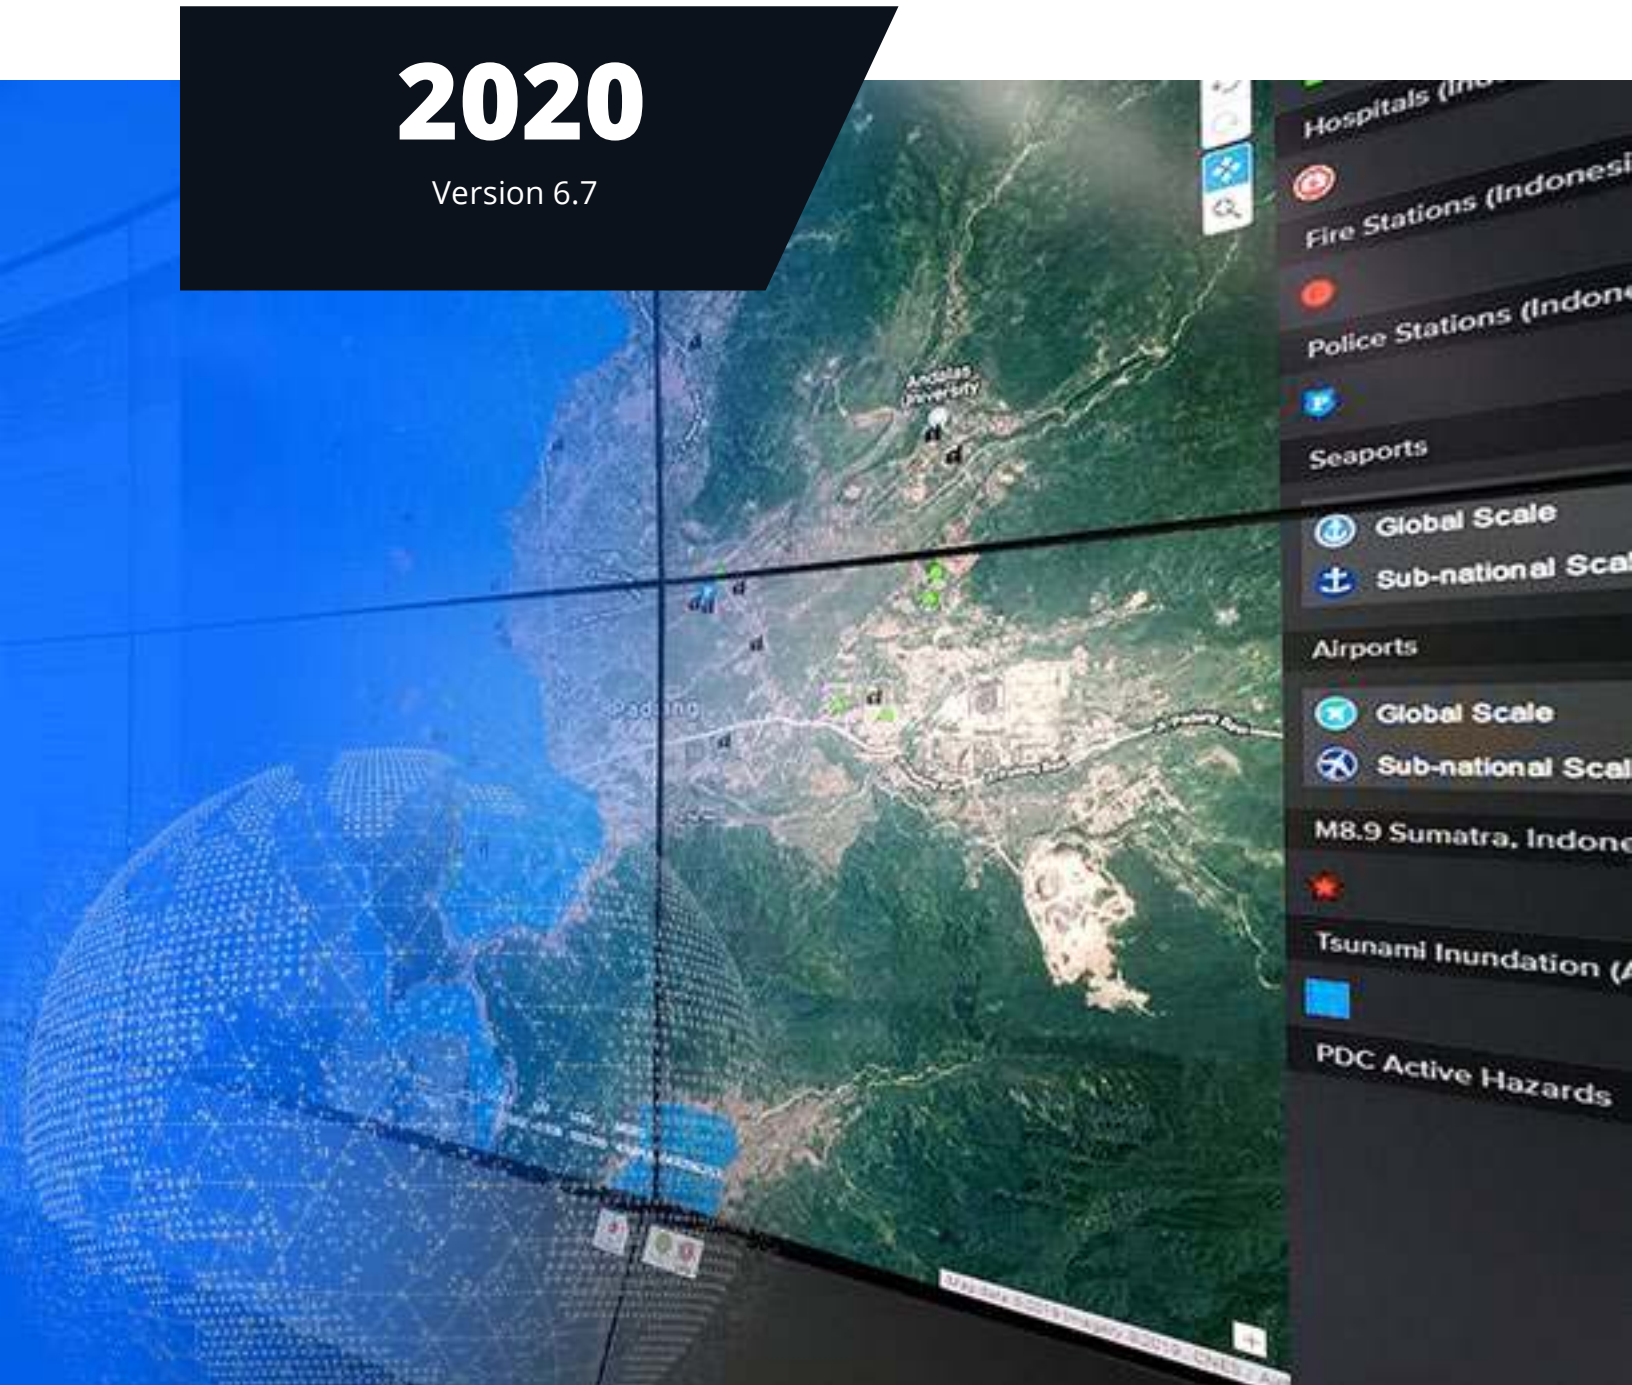 2020
Version 6.7
Hospitals
Fire Stations (Indonesi
Police Stations (Indone
Seaports
Global Scale
Sub-national Scal
Airports
Global Scale
Sub-national Scal
M8.9 Sumatra, Indone
Tsunami Inundation (A
PDC Active Hazards
Andalas
University
Padang